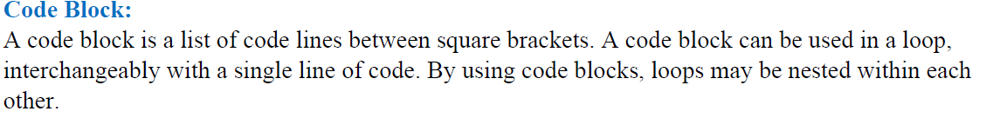 Code Block:
A code block is a list of code lines between square brackets. A code block can be used in a loop,
interchangeably with a single line of code. By using code blocks, loops may be nested within each
other.